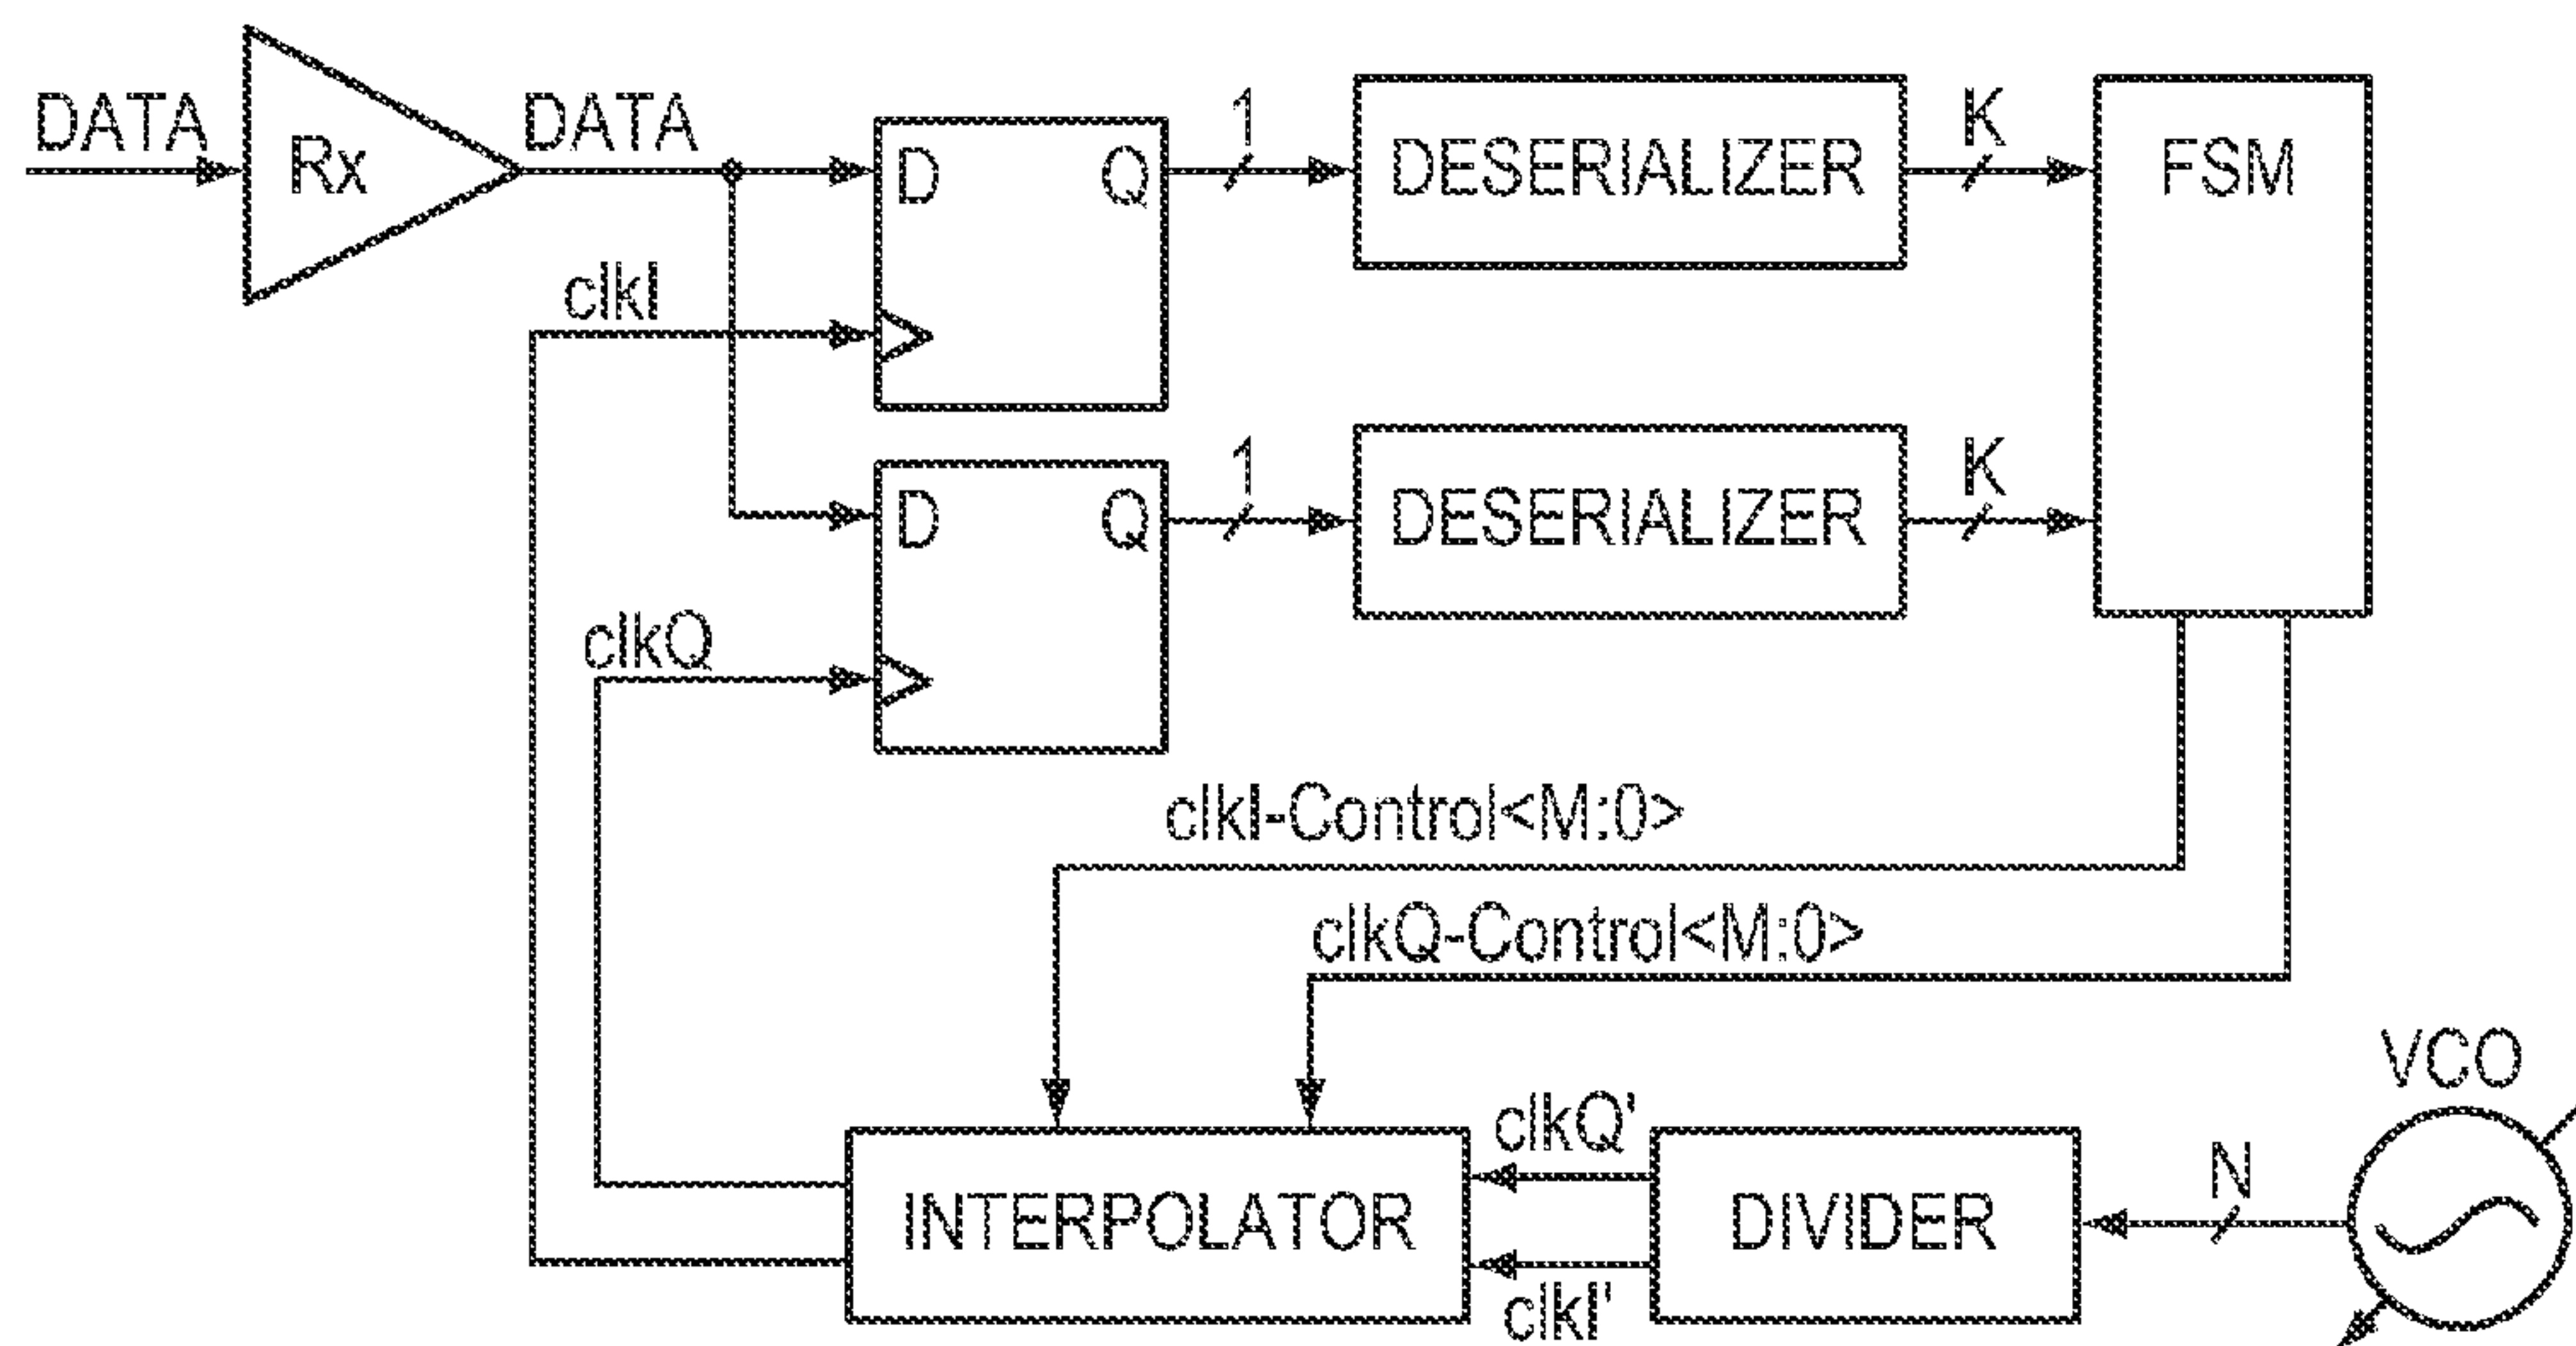 DATA
Rx
DATA
D
Q
1
DESERIALIZER
K
FSM
clkI
D
Q
1
DESERIALIZER
K
clkQ
clkI-Control<M:0>
clkQ-Control<M:0>
VCO
INTERPOLATOR
clkQ'
clkI'
DIVIDER
N